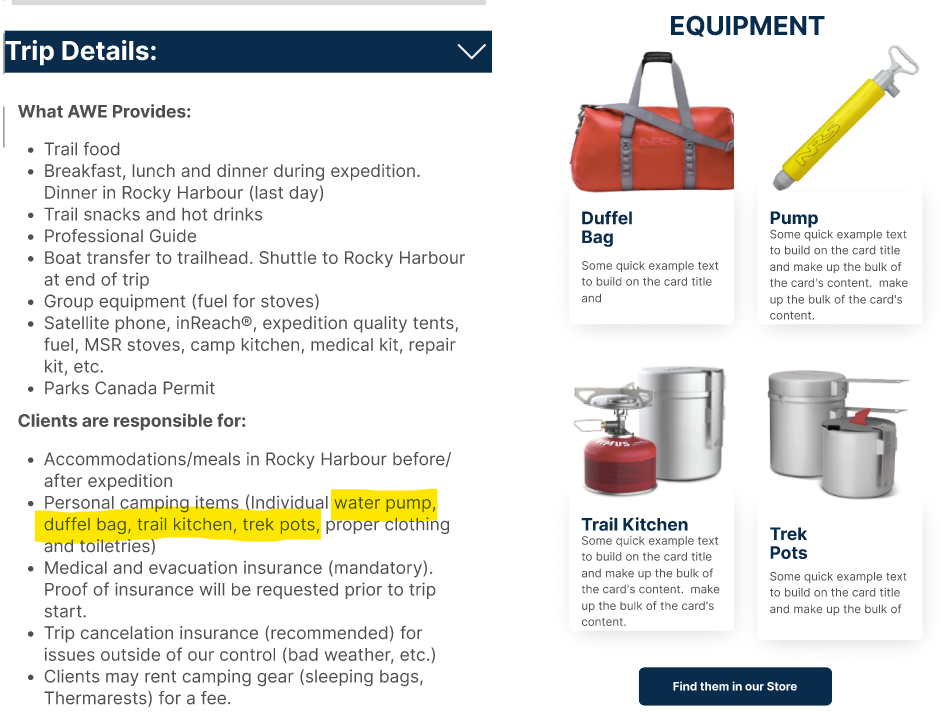 Trip Details:
What AWE Provides:
• Trail food
• Breakfast, lunch and dinner during expedition.
Dinner in Rocky Harbour (last day)
• Trail snacks and hot drinks
• Professional Guide
• Boat transfer to trailhead. Shuttle to Rocky Harbour
at end of trip
• Group equipment (fuel for stoves)
• Satellite phone, inReach®, expedition quality tents,
fuel, MSR stoves, camp kitchen, medical kit, repair
kit, etc.
• Parks Canada Permit
Clients are responsible for:
• Accommodations/meals in Rocky Harbour before/
after expedition
• Personal camping items (Individual water pump,
duffel bag, trail kitchen, trek pots, proper clothing
and toiletries)
• Medical and evacuation insurance (mandatory).
Proof of insurance will be requested prior to trip
start.
• Trip cancelation insurance (recommended) for
issues outside of our control (bad weather, etc.)
• Clients may rent camping gear (sleeping bags,
Thermarests) for a fee.
EQUIPMENT
NRS
Duffel
Bag
Some quick example text
to build on the card title
and
NRS
Pump
Some quick example text
to build on the card title
and make up the bulk of
the card's content.  make
up the bulk of the card's
content.
PRIMUS
Trail Kitchen
Some quick example text
to build on the card title
and make up the bulk of
the card's content.  make
up the bulk of the card's
content.
Trek
Pots
Some quick example text
to build on the card title
and make up the bulk of
Find them in our Store